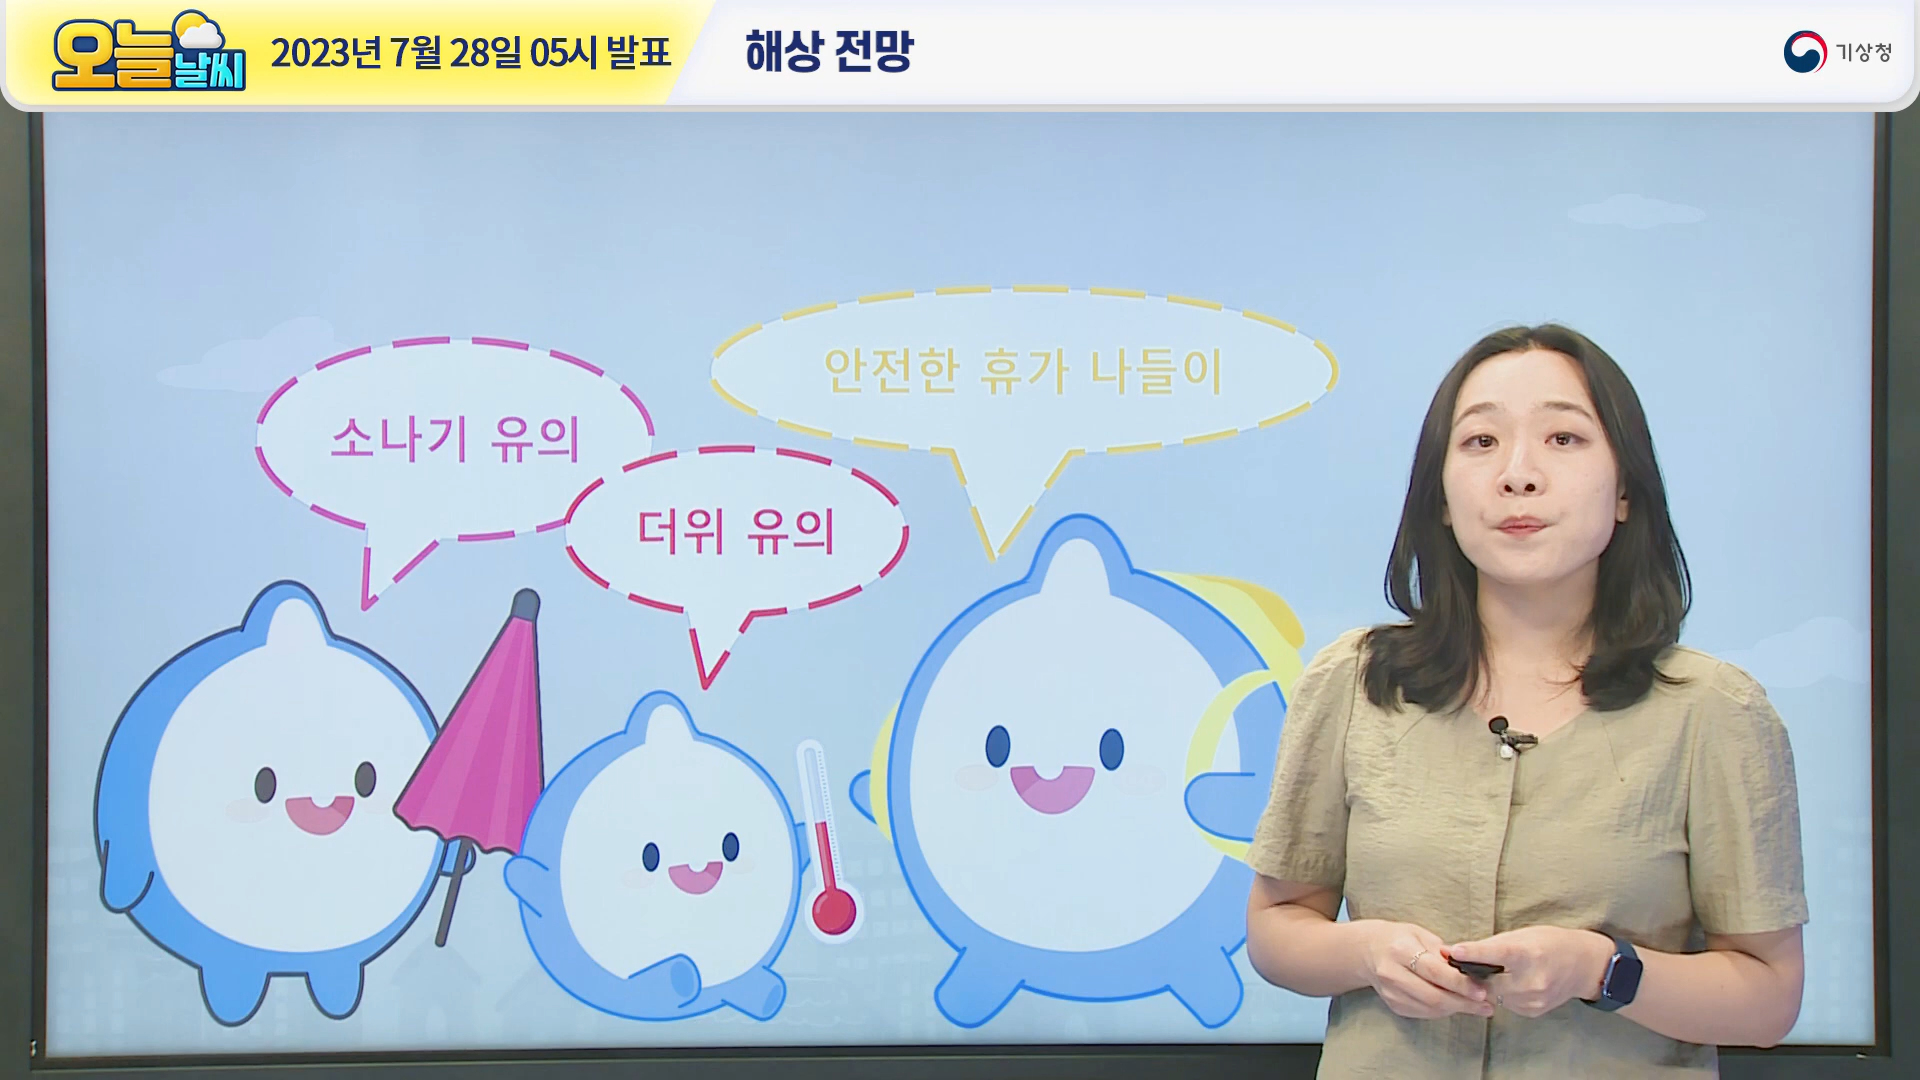 오늘
날씨
2023년 7월 28일 05시 발표
해상 전망
기상청
안전한 휴가 나들이
소나기 유의
더위 유의